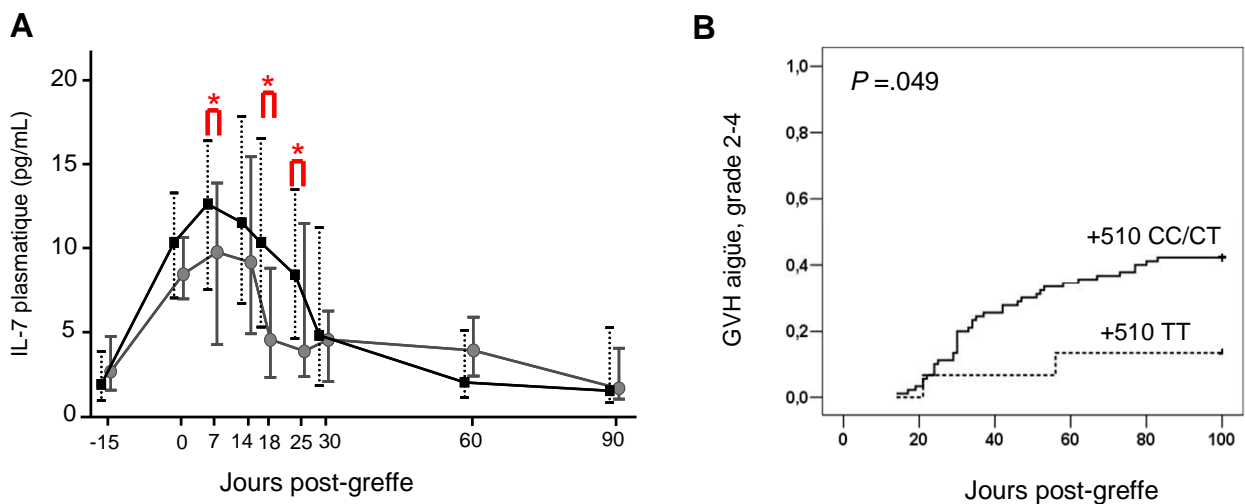 A
IL-7 plasmatique (pg/mL)
20
15
10
5
0
*
*
*
-15 0 7 14 18 25 30 60 90
Jours post-greffe
B
GVH aigüe, grade 2-4
1,0
0,8
0,6
0,4
0,2
0,0
P =.049
+510 CC/CT
+510 TT
0 20 40 60 80 100
Jours post-greffe